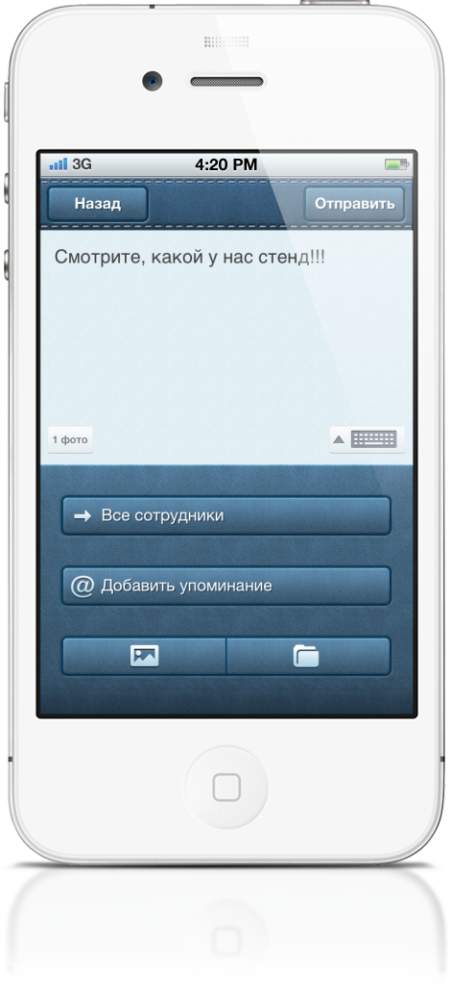 3G 4:20 PM
Назад Отправить
Смотрите, какой у нас стенд!!!
1 фото
Все сотрудники
@ Добавить упоминание